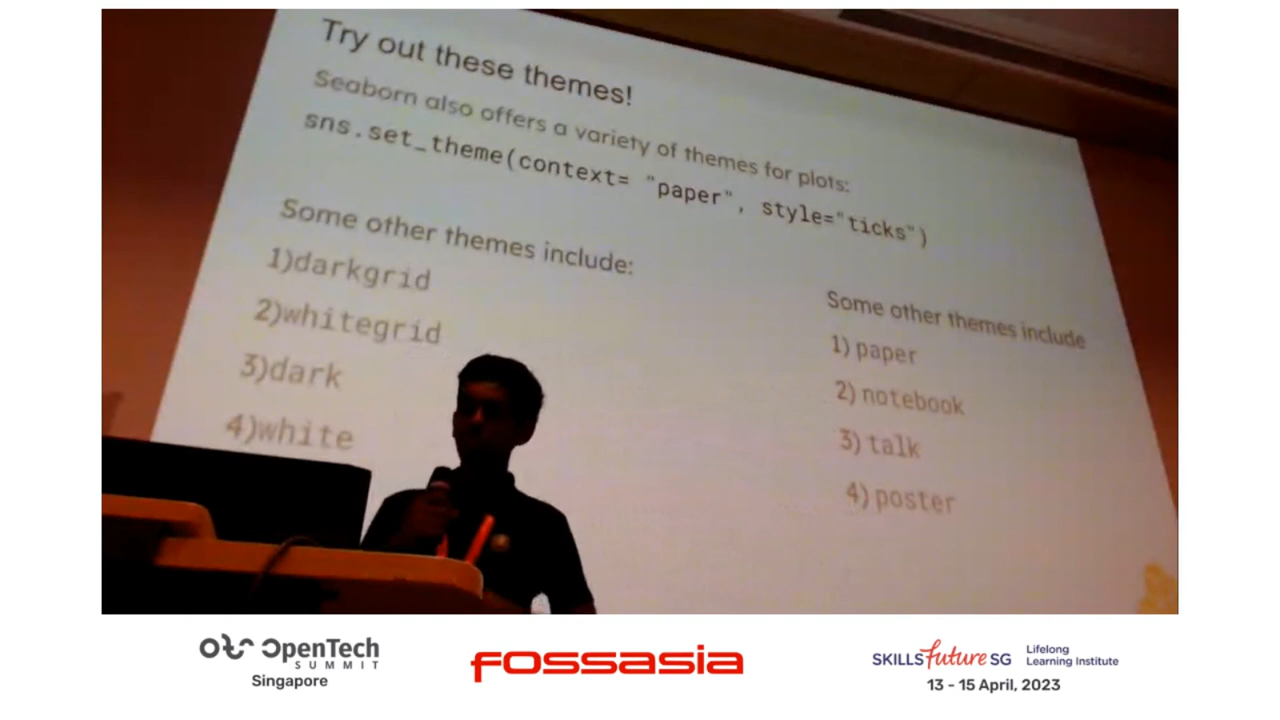 Try out these themes!
Seaborn also offers a variety of themes for plots:
sns.set_theme(context= "paper", style="ticks")
Some other themes include:
1)darkgrid
2)whitegrid
3)dark
4)white
Some other themes include
1) paper
2) notebook
3) talk
4) poster
OpenTech
SUMMIT
Singapore
FOSSASIA
SKILLS future SG
Lifelong
Learning Institute
13 - 15 April, 2023